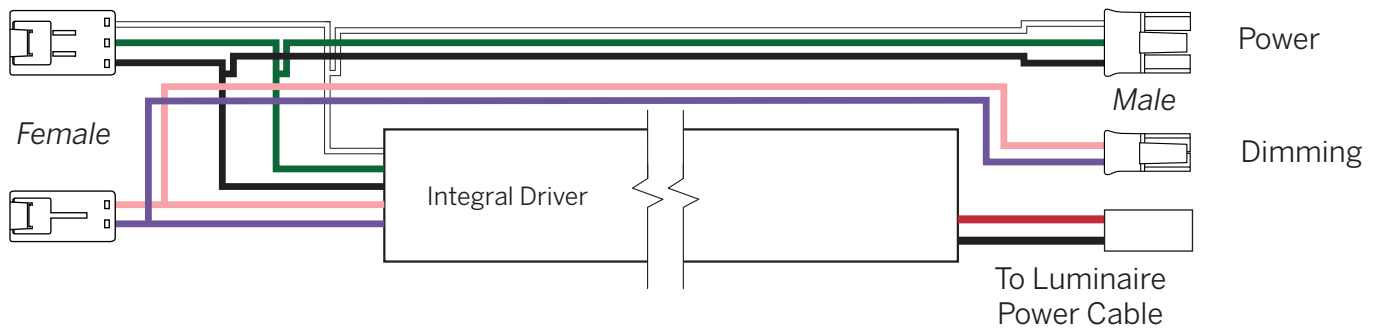 Power
Male
Female
Dimming
Integral Driver
To Luminaire
Power Cable